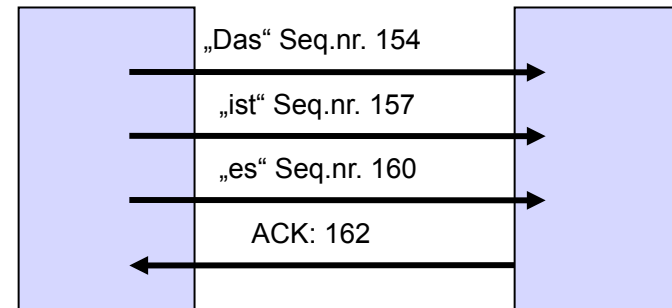 „Das“ Seq.nr. 154
„ist“ Seq.nr. 157
„es“ Seq.nr. 160
ACK: 162